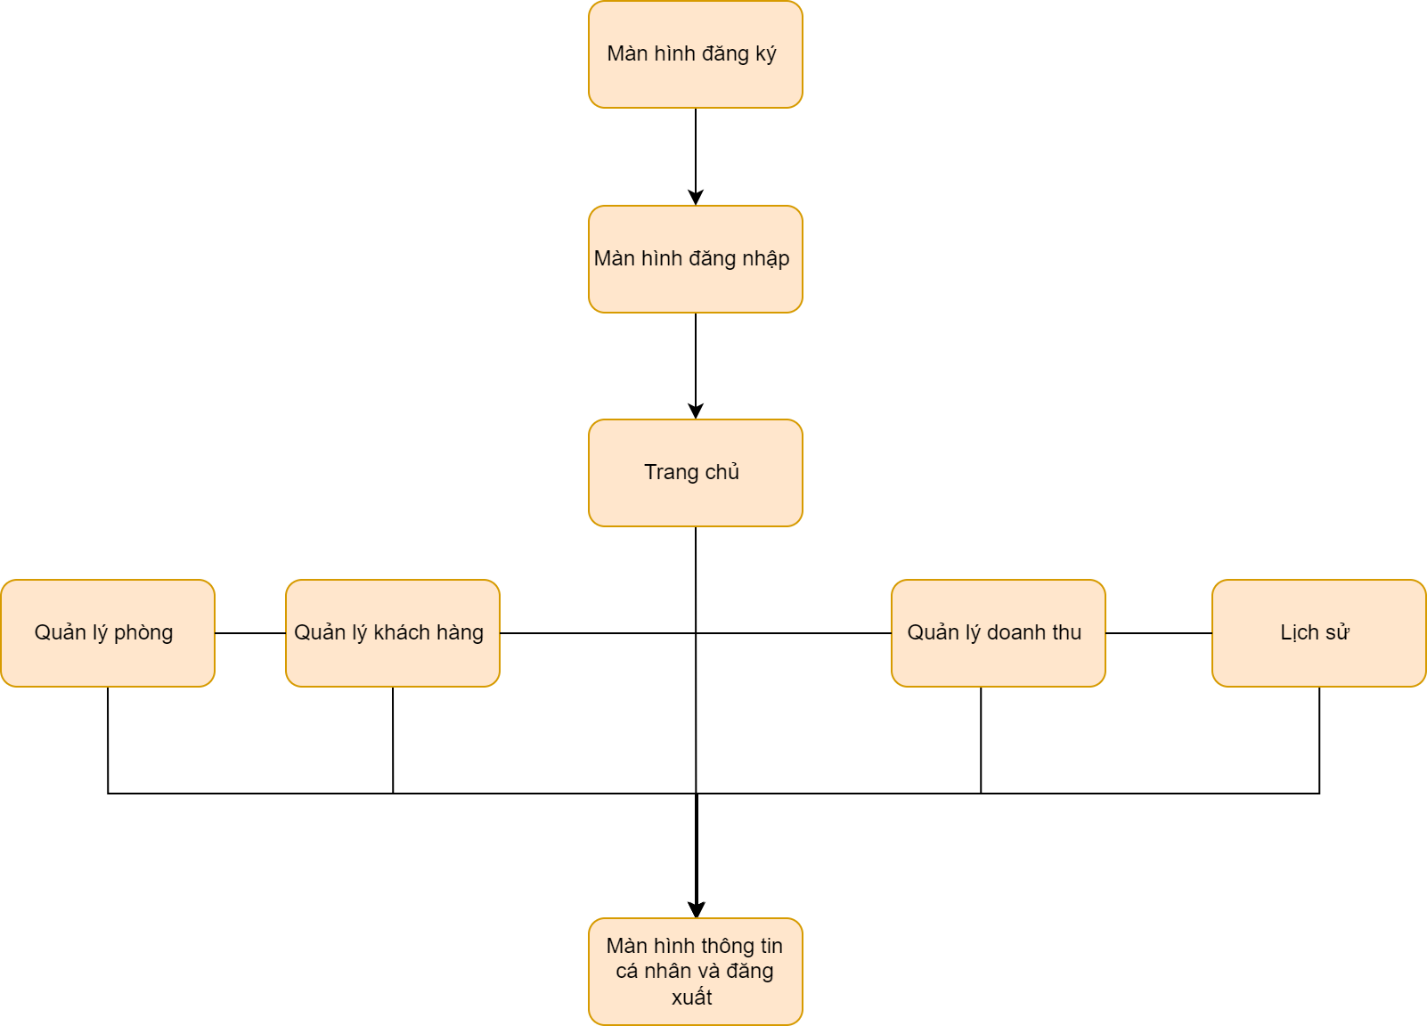 Màn hình đăng ký
Màn hình đăng nhập
Trang chủ
Quản lý phòng
Quản lý khách hàng
Quản lý doanh thu
Lịch sử
Màn hình thông tin
cá nhân và đăng
xuất